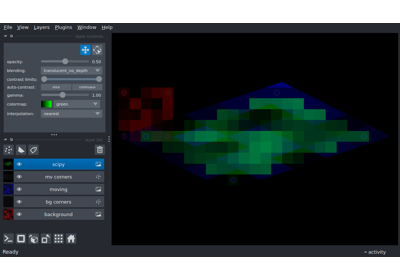 File View Layers Plugins Window Help
opacity: 0.50
blending: translucent_no_depth
contrast limits:
auto-contrast: once continuous
gamma: 1.00
colormap: green
interpolation: nearest
scipy
mv corners
moving
bg corners
background
Ready
activity